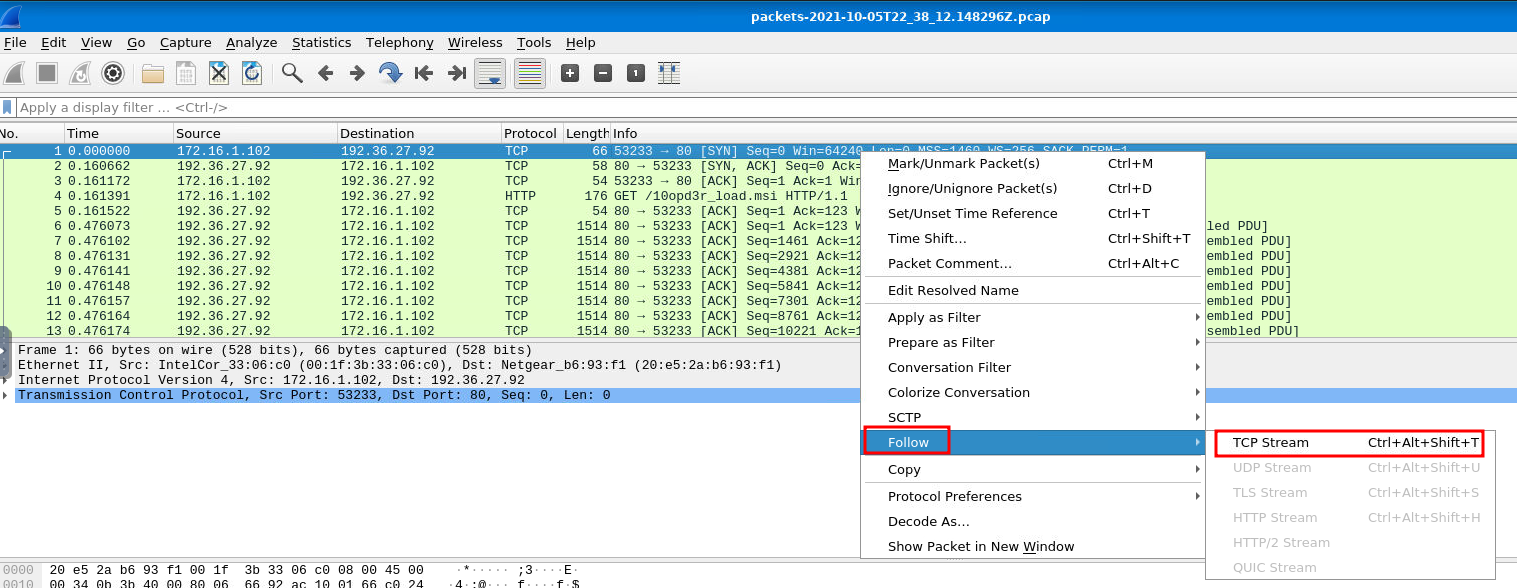 packets-2021-10-05T22_38_12.148296Z.pcap
File Edit View Go Capture Analyze Statistics Telephony Wireless Tools Help
Apply a display filter … <Ctrl-/>
No. Time Source Destination Protocol Length Info
1 0.000000 172.16.1.102 192.36.27.92 TCP 66 53233 → 80 [SYN] Seq=0 Win=64240 Len=0 MSS=1460 WS=256 SACK_PERM=1
2 0.160662 192.36.27.92 172.16.1.102 TCP 58 80 → 53233 [SYN, ACK] Seq=0 Ack=
3 0.161172 172.16.1.102 192.36.27.92 TCP 54 53233 → 80 [ACK] Seq=1 Ack=1 Win
4 0.161391 172.16.1.102 192.36.27.92 HTTP 176 GET /10opd3r_load.msi HTTP/1.1
5 0.161522 192.36.27.92 172.16.1.102 TCP 54 80 → 53233 [ACK] Seq=1 Ack=123 W
6 0.476073 192.36.27.92 172.16.1.102 TCP 1514 80 → 53233 [ACK] Seq=1 Ack=123 W led PDU]
7 0.476102 192.36.27.92 172.16.1.102 TCP 1514 80 → 53233 [ACK] Seq=1461 Ack=12 embled PDU]
8 0.476131 192.36.27.92 172.16.1.102 TCP 1514 80 → 53233 [ACK] Seq=2921 Ack=12 embled PDU]
9 0.476141 192.36.27.92 172.16.1.102 TCP 1514 80 → 53233 [ACK] Seq=4381 Ack=12 embled PDU]
10 0.476148 192.36.27.92 172.16.1.102 TCP 1514 80 → 53233 [ACK] Seq=5841 Ack=12 embled PDU]
11 0.476157 192.36.27.92 172.16.1.102 TCP 1514 80 → 53233 [ACK] Seq=7301 Ack=12 embled PDU]
12 0.476164 192.36.27.92 172.16.1.102 TCP 1514 80 → 53233 [ACK] Seq=8761 Ack=12 embled PDU]
13 0.476174 192.36.27.92 172.16.1.102 TCP 1514 80 → 53233 [ACK] Seq=10221 Ack=1 sembled PDU]
Frame 1: 66 bytes on wire (528 bits), 66 bytes captured (528 bits)
Ethernet II, Src: IntelCor_33:06:c0 (00:1f:3b:33:06:c0), Dst: Netgear_b6:93:f1 (20:e5:2a:b6:93:f1)
Internet Protocol Version 4, Src: 172.16.1.102, Dst: 192.36.27.92
Transmission Control Protocol, Src Port: 53233, Dst Port: 80, Seq: 0, Len: 0
Mark/Unmark Packet(s) Ctrl+M
Ignore/Unignore Packet(s) Ctrl+D
Set/Unset Time Reference Ctrl+T
Time Shift… Ctrl+Shift+T
Packet Comment… Ctrl+Alt+C
Edit Resolved Name
Apply as Filter
Prepare as Filter
Conversation Filter
Colorize Conversation
SCTP
Follow
Copy
Protocol Preferences
Decode As…
Show Packet in New Window
TCP Stream Ctrl+Alt+Shift+T
UDP Stream Ctrl+Alt+Shift+U
TLS Stream Ctrl+Alt+Shift+S
HTTP Stream Ctrl+Alt+Shift+H
HTTP/2 Stream
QUIC Stream
0000 20 e5 2a b6 93 f1 00 1f 3b 33 06 c0 08 00 45 00 ·*····· ;3····E·
0010 00 34 0b 3b 40 00 80 06 66 92 ac 10 01 66 c0 24 ·4·;@··· f····f·$